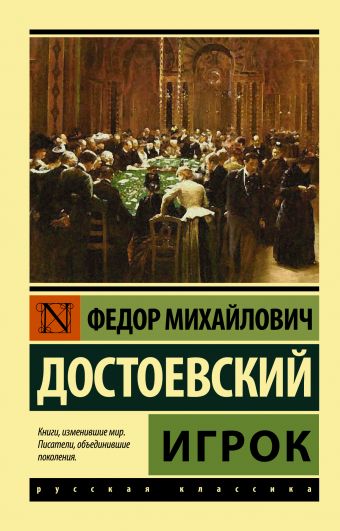 N
ФЕДОР МИХАЙЛОВИЧ
ДОСТОЕВСКИЙ
Книги, изменившие мир.
Писатели, объединившие
поколения.
ИГРОК
русская классика